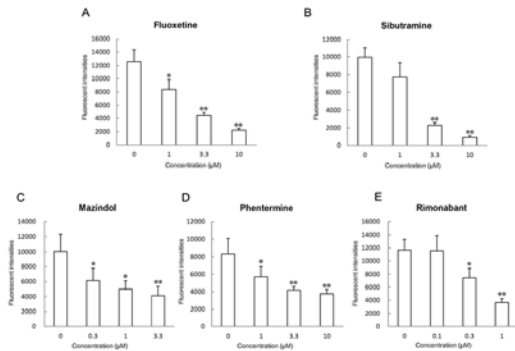 A
Fluoxetine
Fluorescent intensities
16000
14000
12000
10000
8000
6000
4000
2000
0
*
**
**
0 1 3.3 10
Concentration (µM)
B
Sibutramine
Fluorescent intensities
12000
10000
8000
6000
4000
2000
0
**
**
0 1 3.3 10
Concentration (µM)
C
Mazindol
Fluorescent intensities
14000
12000
10000
8000
6000
4000
2000
0
*
*
**
0 0.3 1 3.3
Concentration (µM)
D
Phentermine
Fluorescent intensities
12000
10000
8000
6000
4000
2000
0
*
**
**
0 1 3.3 10
Concentration (µM)
E
Rimonabant
Fluorescent intensities
16000
14000
12000
10000
8000
6000
4000
2000
0
*
**
0 0.1 0.3 1
Concentration (µM)